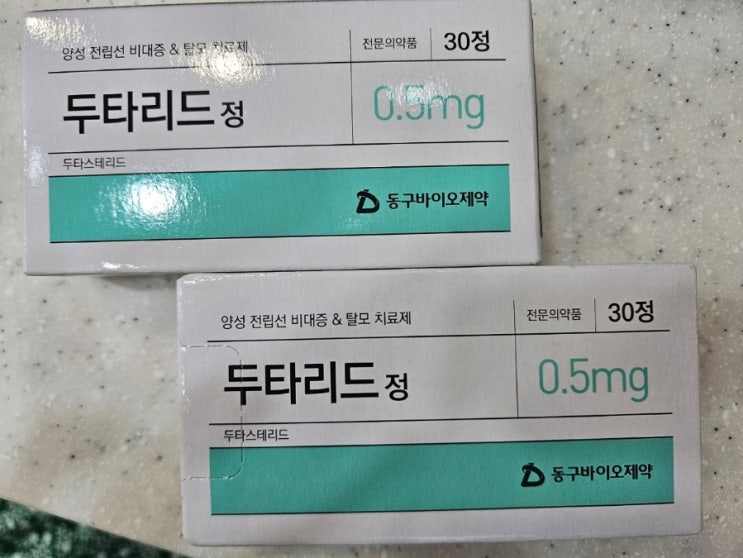 양성 전립선 비대증 & 탈모 치료제
전문의약품
30정
두타리드 정
0.5mg
두타스테리드
동구바이오제약
양성 전립선 비대증 & 탈모 치료제
전문의약품
30정
두타리드 정
0.5mg
두타스테리드
동구바이오제약